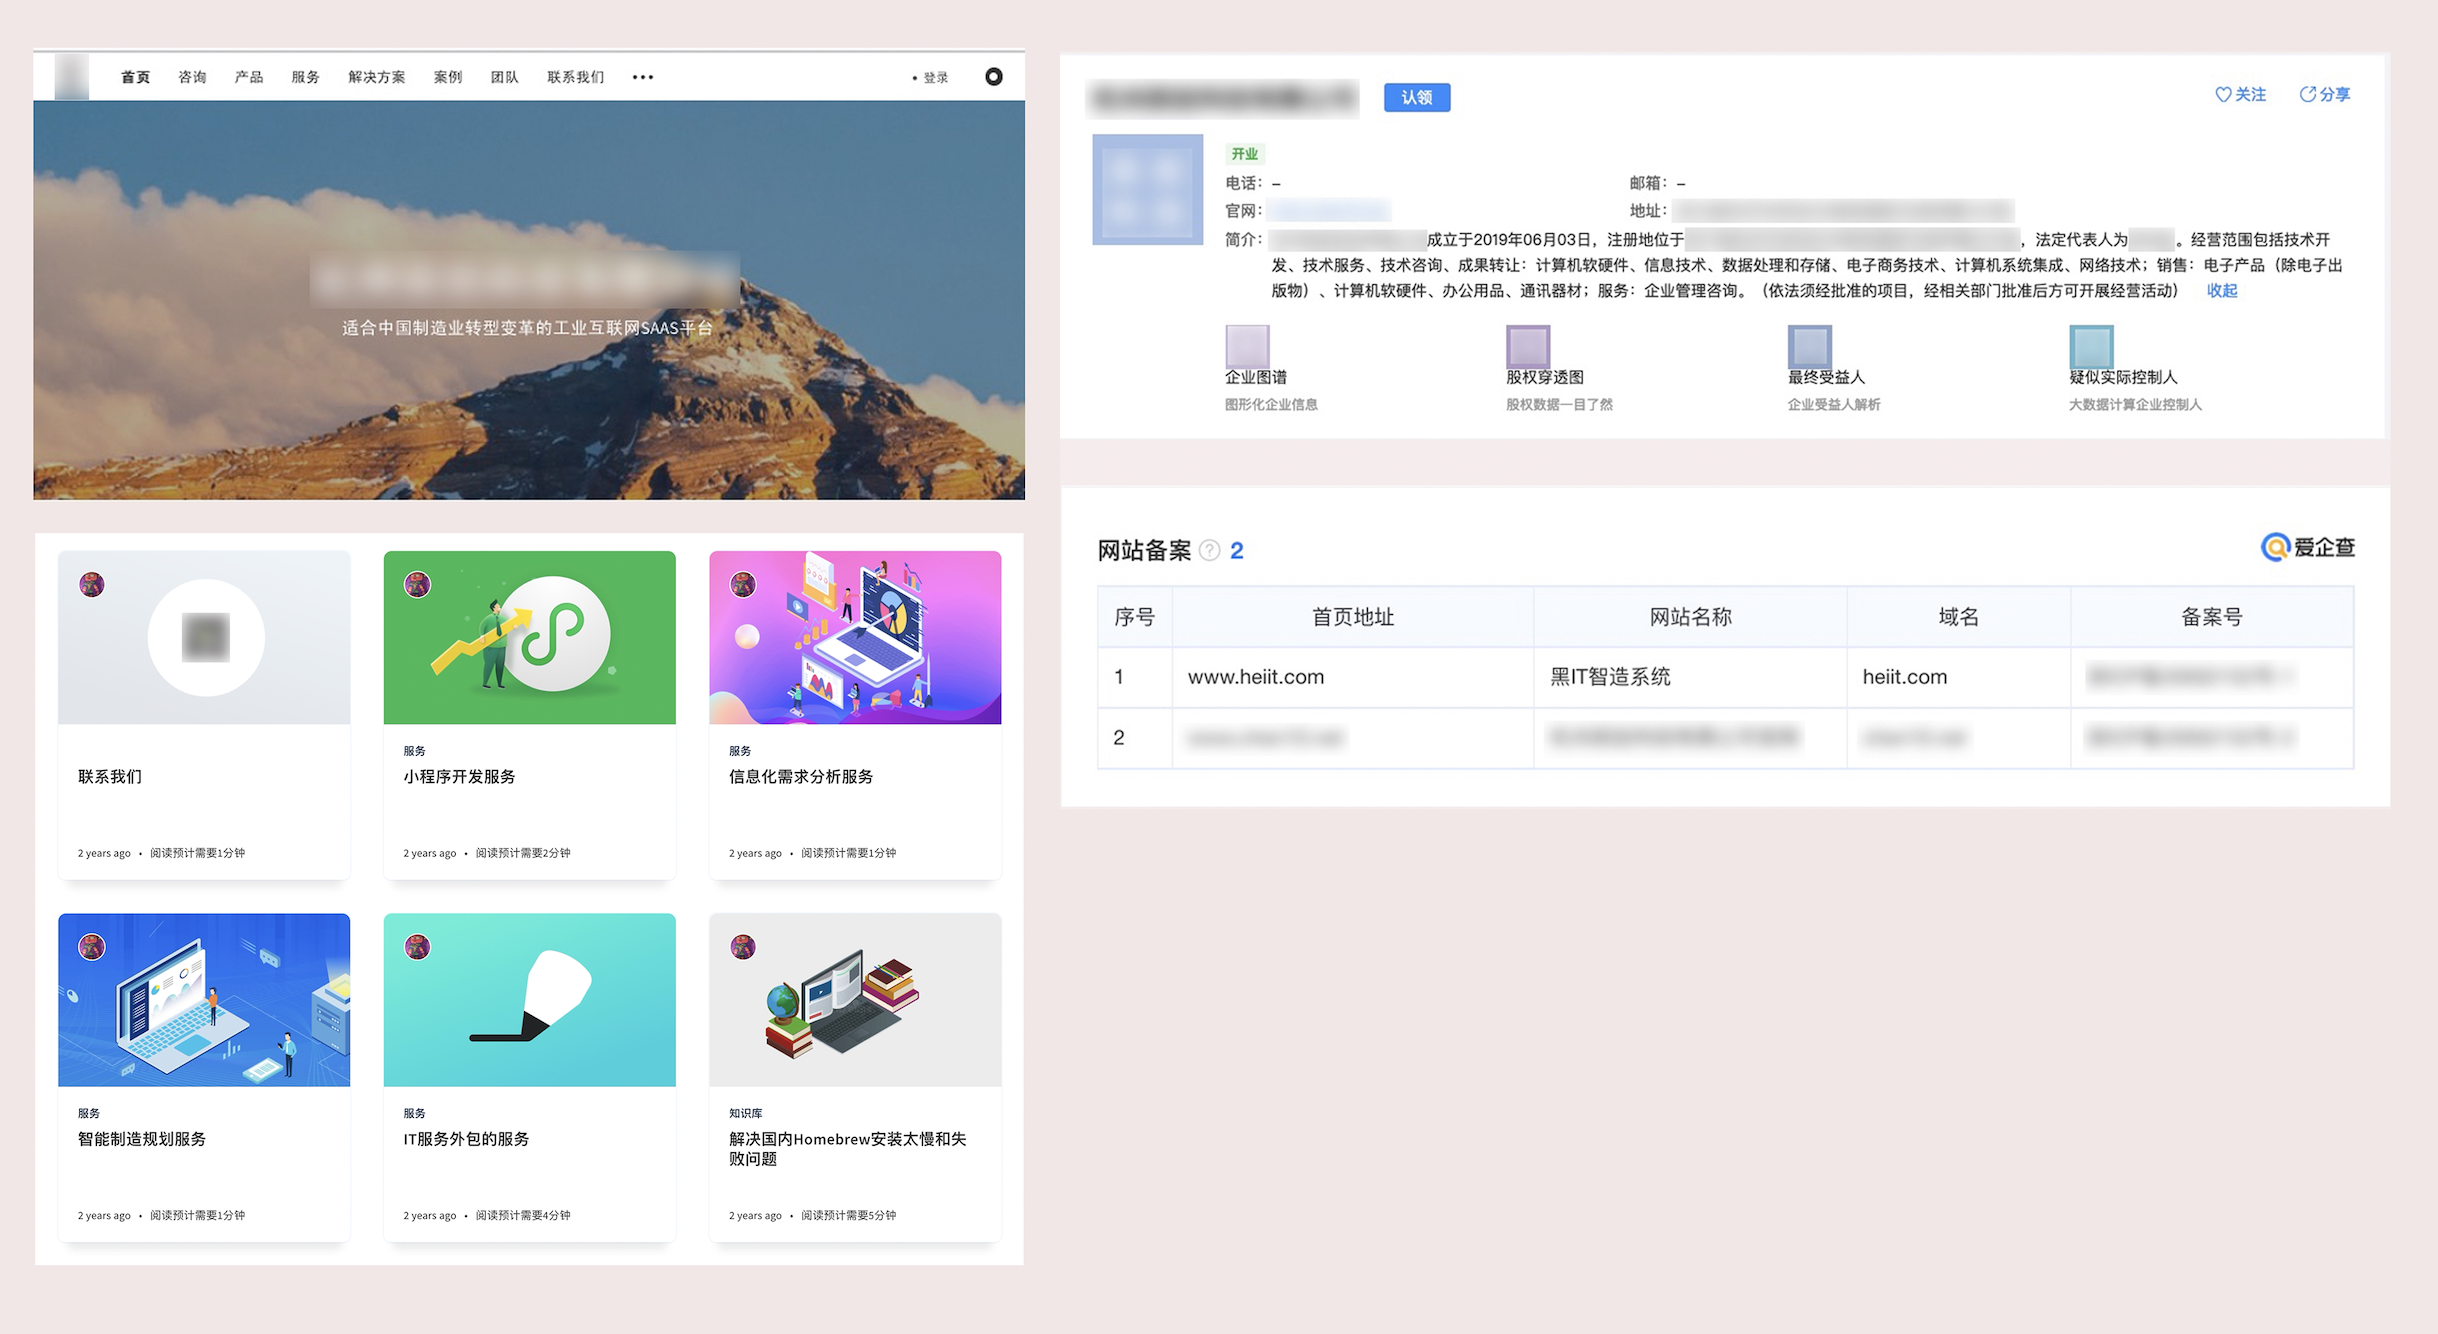 首页 咨询 产品 服务 解决方案 案例 团队 联系我们 •••
• 登录
适合中国制造业转型变革的工业互联网SAAS平台
联系我们
2 years ago • 阅读预计需要1分钟
服务
小程序开发服务
2 years ago • 阅读预计需要2分钟
服务
信息化需求分析服务
2 years ago • 阅读预计需要1分钟
服务
智能制造规划服务
2 years ago • 阅读预计需要1分钟
服务
IT服务外包的服务
2 years ago • 阅读预计需要4分钟
知识库
解决国内Homebrew安装太慢和失
败问题
2 years ago • 阅读预计需要5分钟
认领
关注 分享
开业
电话： – 邮箱： –
官网： 地址：
简介： 成立于2019年06月03日，注册地位于 ，法定代表人为 。经营范围包括技术开
发、技术服务、技术咨询、成果转让：计算机软硬件、信息技术、数据处理和存储、电子商务技术、计算机系统集成、网络技术；销售：电子产品（除电子出
版物）、计算机软硬件、办公用品、通讯器材；服务：企业管理咨询。（依法须经批准的项目，经相关部门批准后方可开展经营活动） 收起
企业图谱 股权穿透图 最终受益人 疑似实际控制人
图形化企业信息 股权数据一目了然 企业受益人解析 大数据计算企业控制人
网站备案 ? 2
爱企查
序号 首页地址 网站名称 域名 备案号
1 www.heiit.com 黑IT智造系统 heiit.com
2